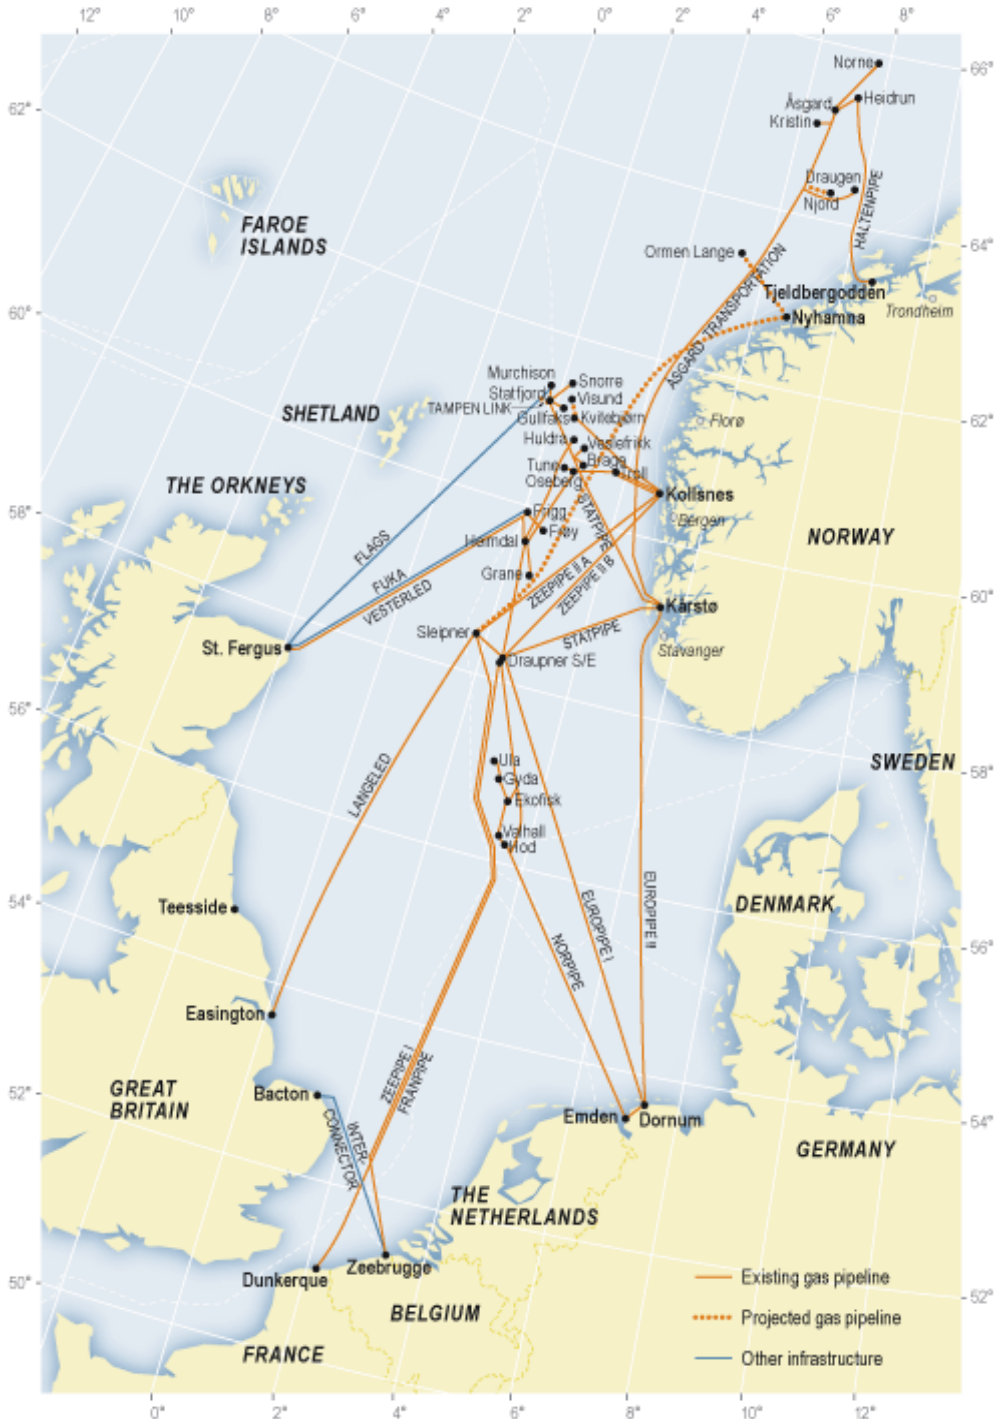 12° 10° 8° 6° 4° 2° 0° 2° 4° 6° 8°
66°
Norne
Åsgard
Heidrun
Kristin
62°
Draugen
Njord
HALTENPIPE
64°
FAROE
ISLANDS
Ormen Lange
ÅSGARD TRANSPORTATION
Tjeldbergodden
Trondheim
60°
Nyhamna
Murchison
Snorre
Statfjord
Visund
TAMPEN LINK
Gullfaks
Kvitebjørn
SHETLAND
Florø
62°
Huldra
Veslefrikk
Brage
Tune
Troll
Oseberg
THE ORKNEYS
Kollsnes
58°
Frigg
STATPIPE
Bergen
Frøy
NORWAY
FLAGS
Heimdal
FUKA
VESTERLED
Grane
ZEEPIPE II A
ZEEPIPE II B
60°
Kårstø
Sleipner
STATPIPE
St. Fergus
Stavanger
Draupner S/E
56°
LANGELED
Ula
Gyda
SWEDEN
58°
Ekofisk
Valhall
Hod
54°
Teesside
DENMARK
EUROPIPE II
EUROPIPE I
NORPIPE
56°
Easington
ZEEPIPE I
FRANPIPE
52°
GREAT
BRITAIN
Bacton
INTER-
CONNECTOR
Emden
Dornum
54°
GERMANY
THE
NETHERLANDS
Zeebrugge
Dunkerque
50°
BELGIUM
FRANCE
Existing gas pipeline
52°
Projected gas pipeline
Other infrastructure
0° 2° 4° 6° 8° 10° 12°